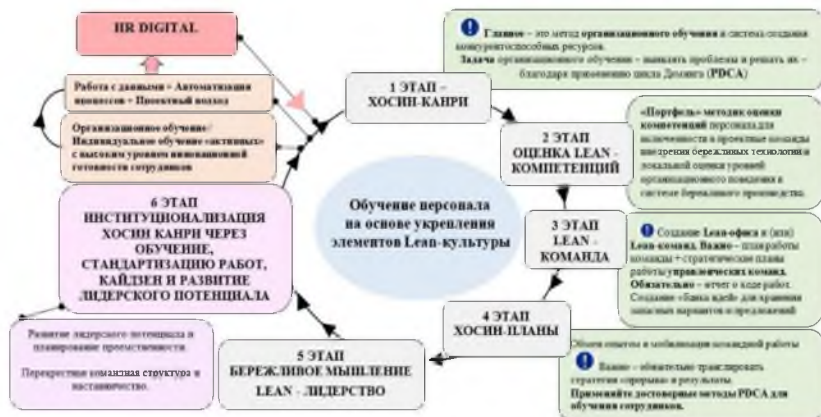 HR DIGITAL
Работа с данными + Автоматизация
процессов + Проектный подход
Организационное обучение/
Индивидуальное обучение «активных»
с высоким уровнем инновационной
готовности сотрудников
6 ЭТАП
ИНСТИТУЦИОНАЛИЗАЦИЯ
ХОСИН КАНРИ ЧЕРЕЗ
ОБУЧЕНИЕ,
СТАНДАРТИЗАЦИЮ РАБОТ,
КАЙДЗЕН И РАЗВИТИЕ
ЛИДЕРСКОГО ПОТЕНЦИАЛА
Развитие лидерского потенциала и
планирование преемственности.
Перекрестная командная структура и
наставничество.
Обучение персонала
на основе укрепления
элементов Lean-культуры
1 ЭТАП –
ХОСИН-КАНРИ
Главное – это метод организационного обучения и система создания
конкурентоспособных ресурсов.
Задача организационного обучения – выявлять проблемы и решать их –
благодаря применению цикла Деминга (PDCA)
2 ЭТАП
ОЦЕНКА LEAN -
КОМПЕТЕНЦИЙ
«Портфель» методик оценки
компетенций персонала для
включенности в проектные команды
внедрения бережливых технологий и
локальной оценки уровней
организационного поведения в
системе бережливого производства.
3 ЭТАП
LEAN -
КОМАНДА
Создание Lean-офиса и (или)
Lean-команд. Важно – план работы
команды + стратегические планы
работы управленческих команд.
Обязательно – отчет о ходе работ.
Создание «банка идей» для хранения
запасных вариантов и предложений
4 ЭТАП
ХОСИН-ПЛАНЫ
Обмен опытом и мобилизация командной работы
Важно – обязательно транслировать
стратегии «прорыва» и результаты.
Применяйте достоверные методы PDCA для
обучения сотрудников.
5 ЭТАП
БЕРЕЖЛИВОЕ МЫШЛЕНИЕ
LEAN - ЛИДЕРСТВО